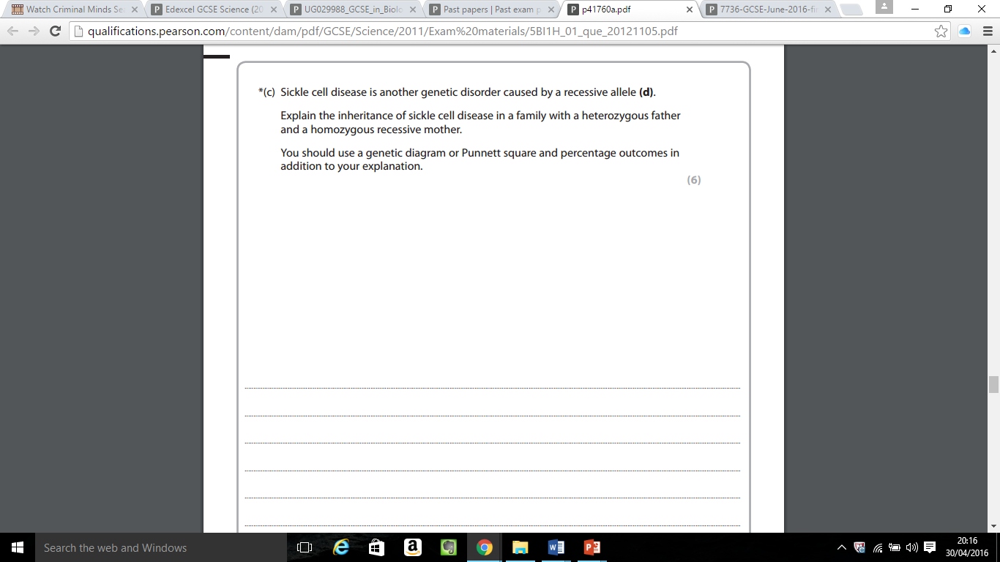 Watch Criminal Minds Se
Edexcel GCSE Science (20
UG029988_GCSE_in_Biolo
Past papers | Past exam p
p41760a.pdf
7736-GCSE-June-2016-fi
qualifications.pearson.com/content/dam/pdf/GCSE/Science/2011/Exam%20materials/5BI1H_01_que_20121105.pdf
*(c) Sickle cell disease is another genetic disorder caused by a recessive allele (d).
Explain the inheritance of sickle cell disease in a family with a heterozygous father
and a homozygous recessive mother.
You should use a genetic diagram or Punnett square and percentage outcomes in
addition to your explanation.
(6)
Search the web and Windows
20:16
30/04/2016